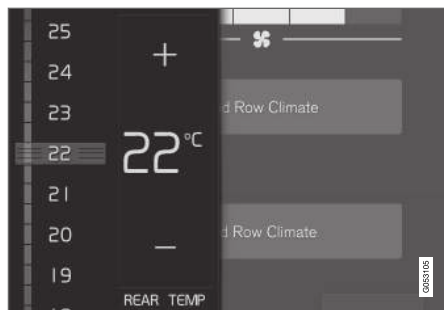 25
24
23
22
21
20
19
+
22°C
−
REAR TEMP
Row Climate
Row Climate
G053105